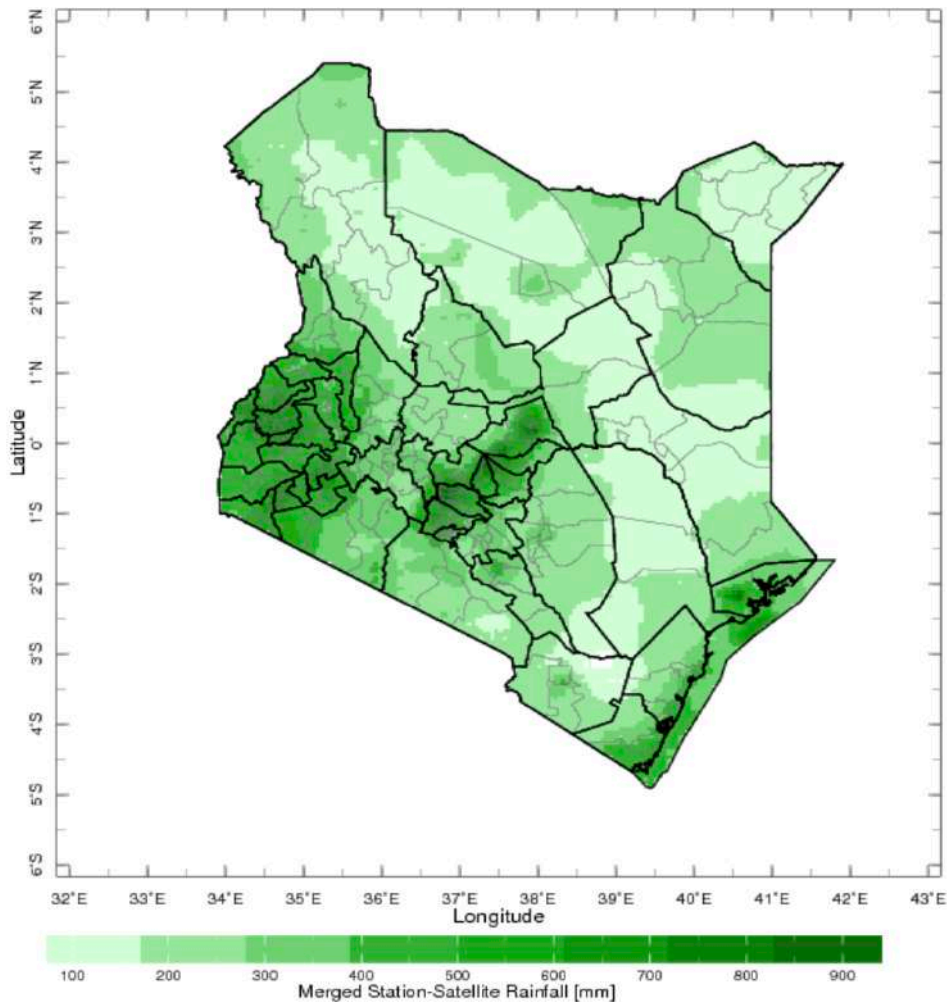 6°N
5°N
4°N
3°N
2°N
1°N
0°
1°S
2°S
3°S
4°S
5°S
6°S
Latitude
32°E 33°E 34°E 35°E 36°E 37°E 38°E 39°E 40°E 41°E 42°E 43°E
Longitude
100 200 300 400 500 600 700 800 900
Merged Station-Satellite Rainfall [mm]